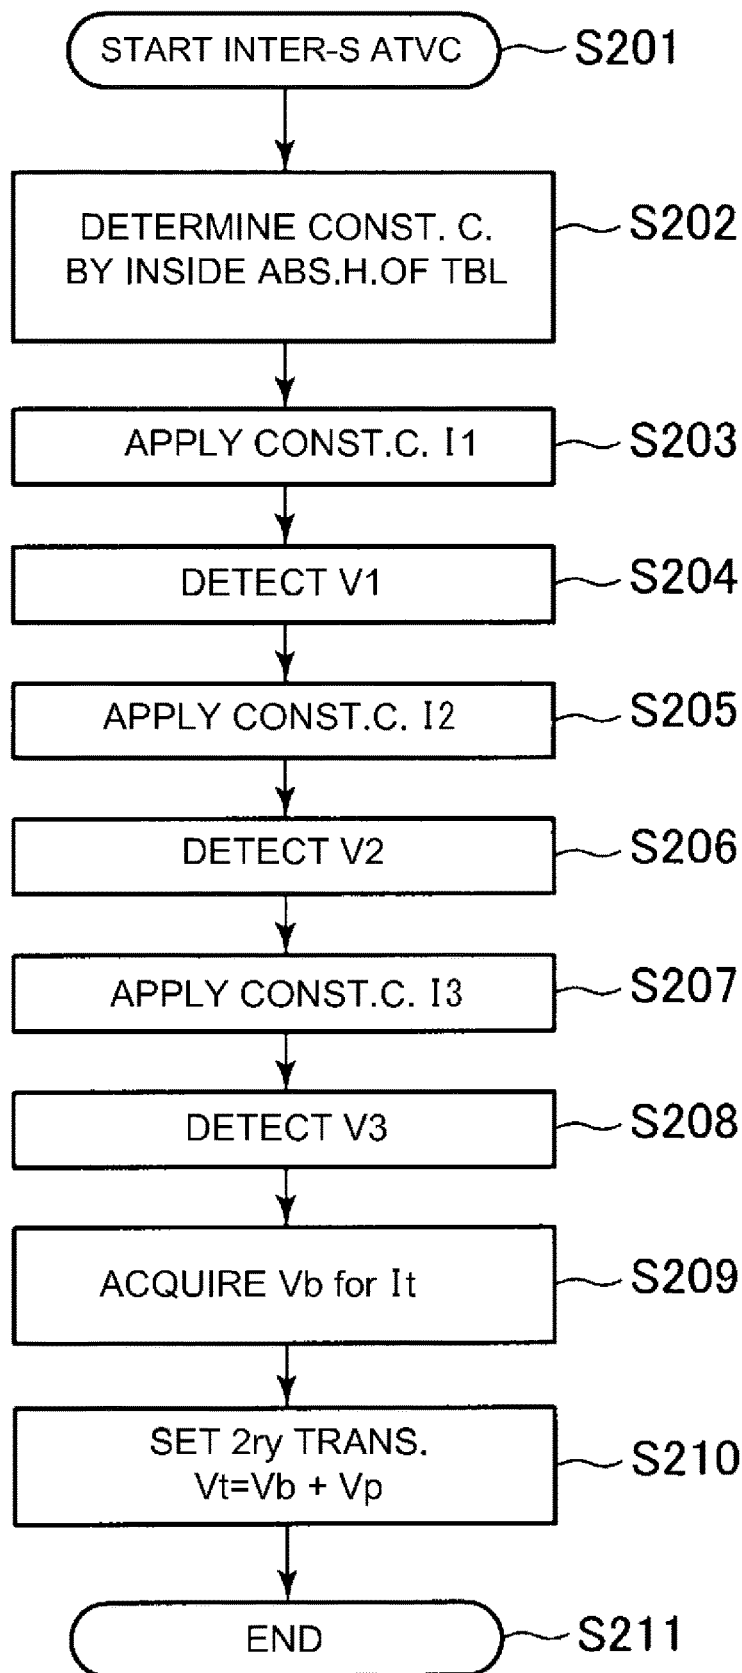 START INTER-S ATVC
S201
DETERMINE CONST. C.
BY INSIDE ABS.H.OF TBL
S202
APPLY CONST.C. I1
S203
DETECT V1
S204
APPLY CONST.C. I2
S205
DETECT V2
S206
APPLY CONST.C. I3
S207
DETECT V3
S208
ACQUIRE Vb for It
S209
SET 2ry TRANS.
Vt=Vb + Vp
S210
END
S211